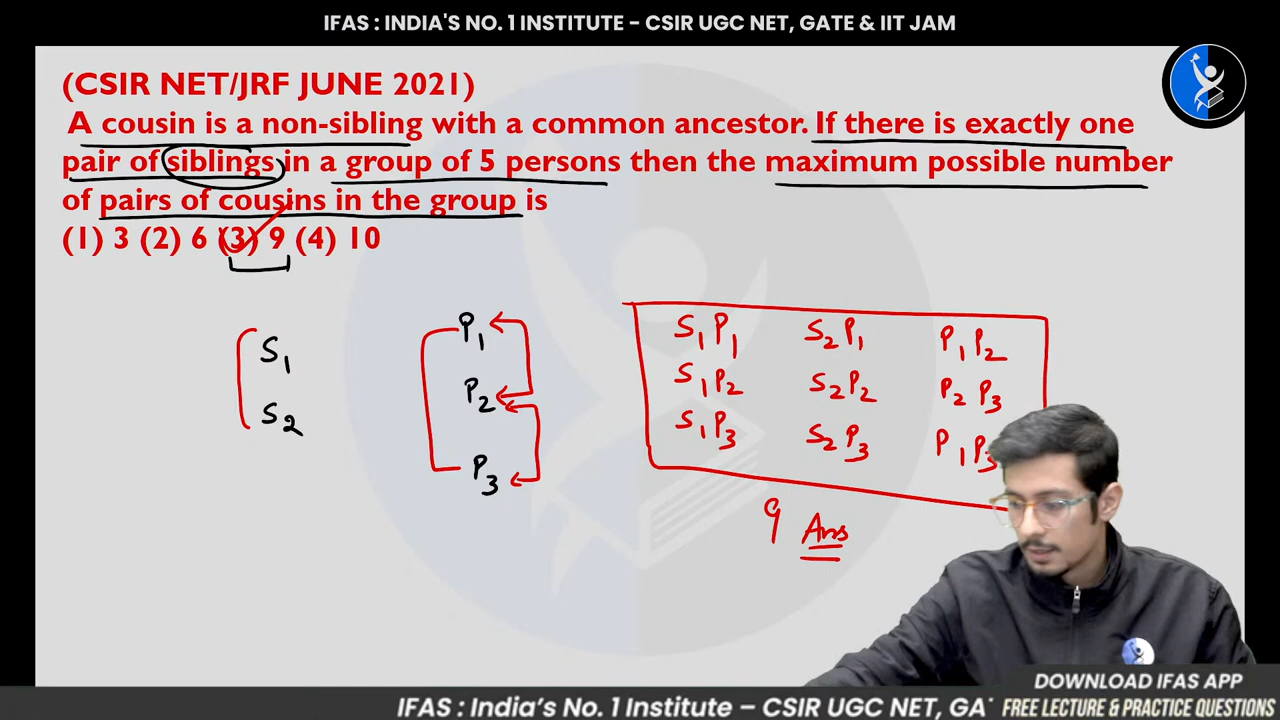 IFAS : INDIA'S NO. 1 INSTITUTE – CSIR UGC NET, GATE & IIT JAM
(CSIR NET/JRF JUNE 2021)
A cousin is a non-sibling with a common ancestor. If there is exactly one
pair of siblings in a group of 5 persons then the maximum possible number
of pairs of cousins in the group is
(1) 3 (2) 6 (3) 9 (4) 10
S1
S2
P1
P2
P3
S1P1 S2P1 P1P2
S1P2 S2P2 P2P3
S1P3 S2P3 P1P3
9 Ans
DOWNLOAD IFAS APP
IFAS : India's No. 1 Institute – CSIR UGC NET, GA
FREE LECTURE & PRACTICE QUESTIONS